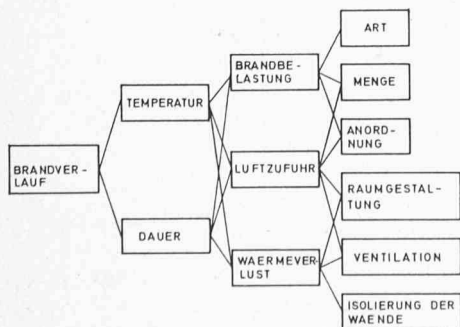 BRANDVER-
LAUF
TEMPERATUR
DAUER
BRANDBE-
LASTUNG
LUFTZUFUHR
WAERMEVER-
LUST
ART
MENGE
ANORD-
NUNG
RAUMGESTAL-
TUNG
VENTILATION
ISOLIERUNG DER
WAENDE